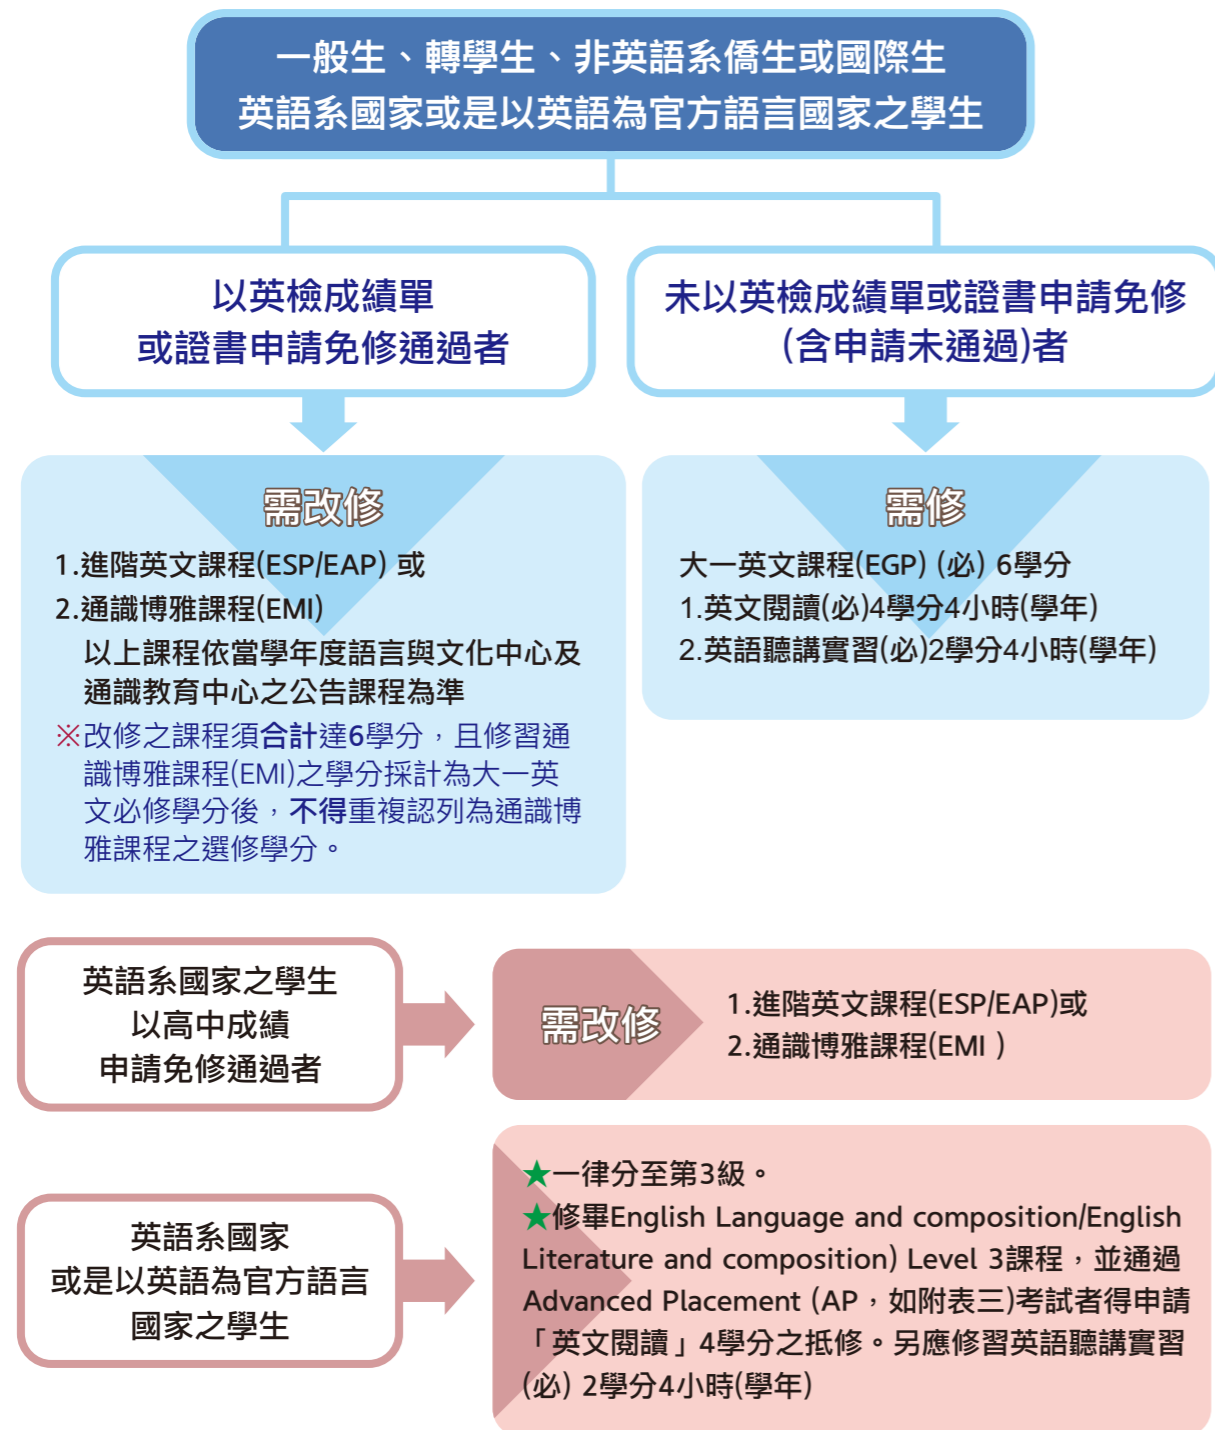 一般生、轉學生、非英語系僑生或國際生
英語系國家或是以英語為官方語言國家之學生
以英檢成績單
或證書申請免修通過者
未以英檢成績單或證書申請免修
(含申請未通過)者
需改修
1.進階英文課程(ESP/EAP) 或
2.通識博雅課程(EMI)
以上課程依當學年度語言與文化中心及
通識教育中心之公告課程為準
※改修之課程須合計達6學分，且修習通
識博雅課程(EMI)之學分採計為大一英
文必修學分後，不得重複認列為通識博
雅課程之選修學分。
需修
大一英文課程(EGP) (必) 6學分
1.英文閱讀(必)4學分4小時(學年)
2.英語聽講實習(必)2學分4小時(學年)
英語系國家之學生
以高中成績
申請免修通過者
需改修
1.進階英文課程(ESP/EAP)或
2.通識博雅課程(EMI )
英語系國家
或是以英語為官方語言
國家之學生
★一律分至第3級。
★修畢English Language and composition/English
Literature and composition) Level 3課程，並通過
Advanced Placement (AP，如附表三)考試者得申請
「英文閱讀」4學分之抵修。另應修習英語聽講實習
(必) 2學分4小時(學年)